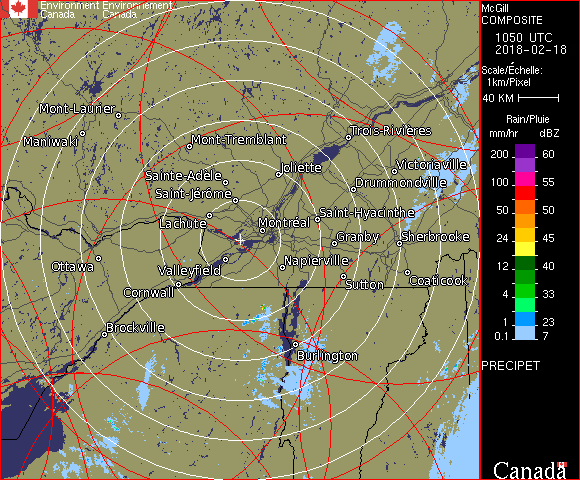 Environment Environnement
Canada Canada
McGill
COMPOSITE
1050 UTC
2018-02-18
Scale/Échelle:
1km/Pixel
40 KM
Rain/Pluie
mm/hr dBZ
200 60
100 55
50 50
24 45
12 40
4 33
1 23
0.1 7
PRECIPET
Canada
Mont-Laurier
Maniwaki
Mont-Tremblant
Trois-Rivières
Joliette
Victoriaville
Sainte-Adèle
Drummondville
Saint-Jérôme
Lachute
Saint-Hyacinthe
Montréal
Granby
Sherbrooke
Ottawa
Valleyfield
Napierville
Cornwall
Sutton
Coaticook
Brockville
Burlington